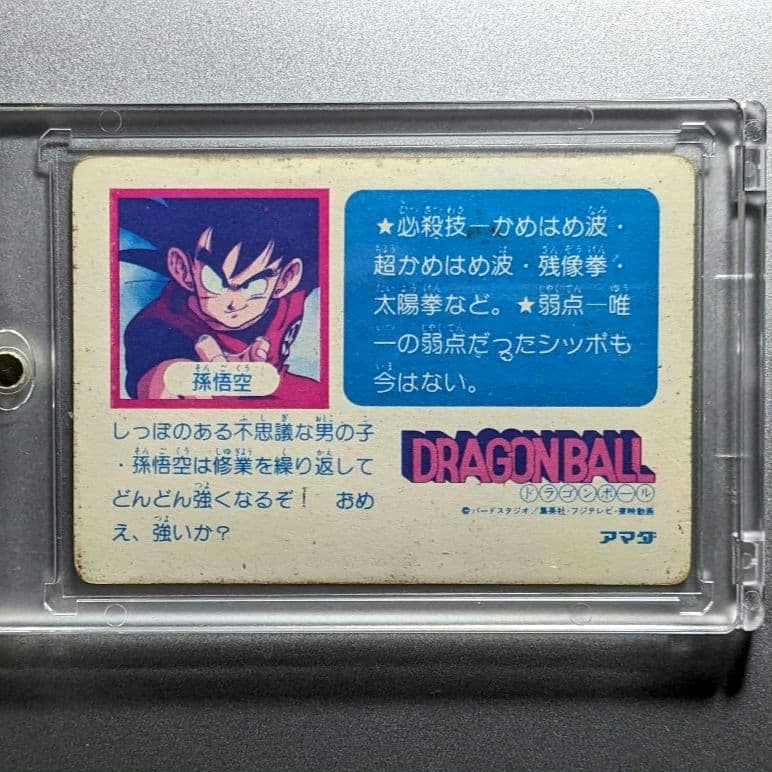 ★必殺技―かめはめ波・
超かめはめ波・残像拳・
太陽拳など。★弱点―唯
一の弱点だったシッポも
今はない。
孫悟空
しっぽのある不思議な男の子
・孫悟空は修業を繰り返して
どんどん強くなるぞ！ おめ
え、強いか？
DRAGONBALL
ドラゴンボール
©バードスタジオ／集英社・フジテレビ・東映動画
アマダ